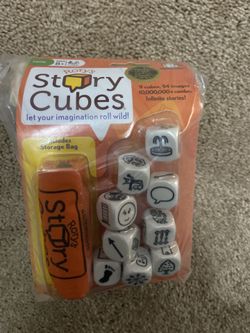 RORY'S
Story
Cubes
let your imagination roll wild!
9 cubes, 54 images
10,000,000+ combos
Infinite stories!
Includes
Storage Bag
RORY'S
Story